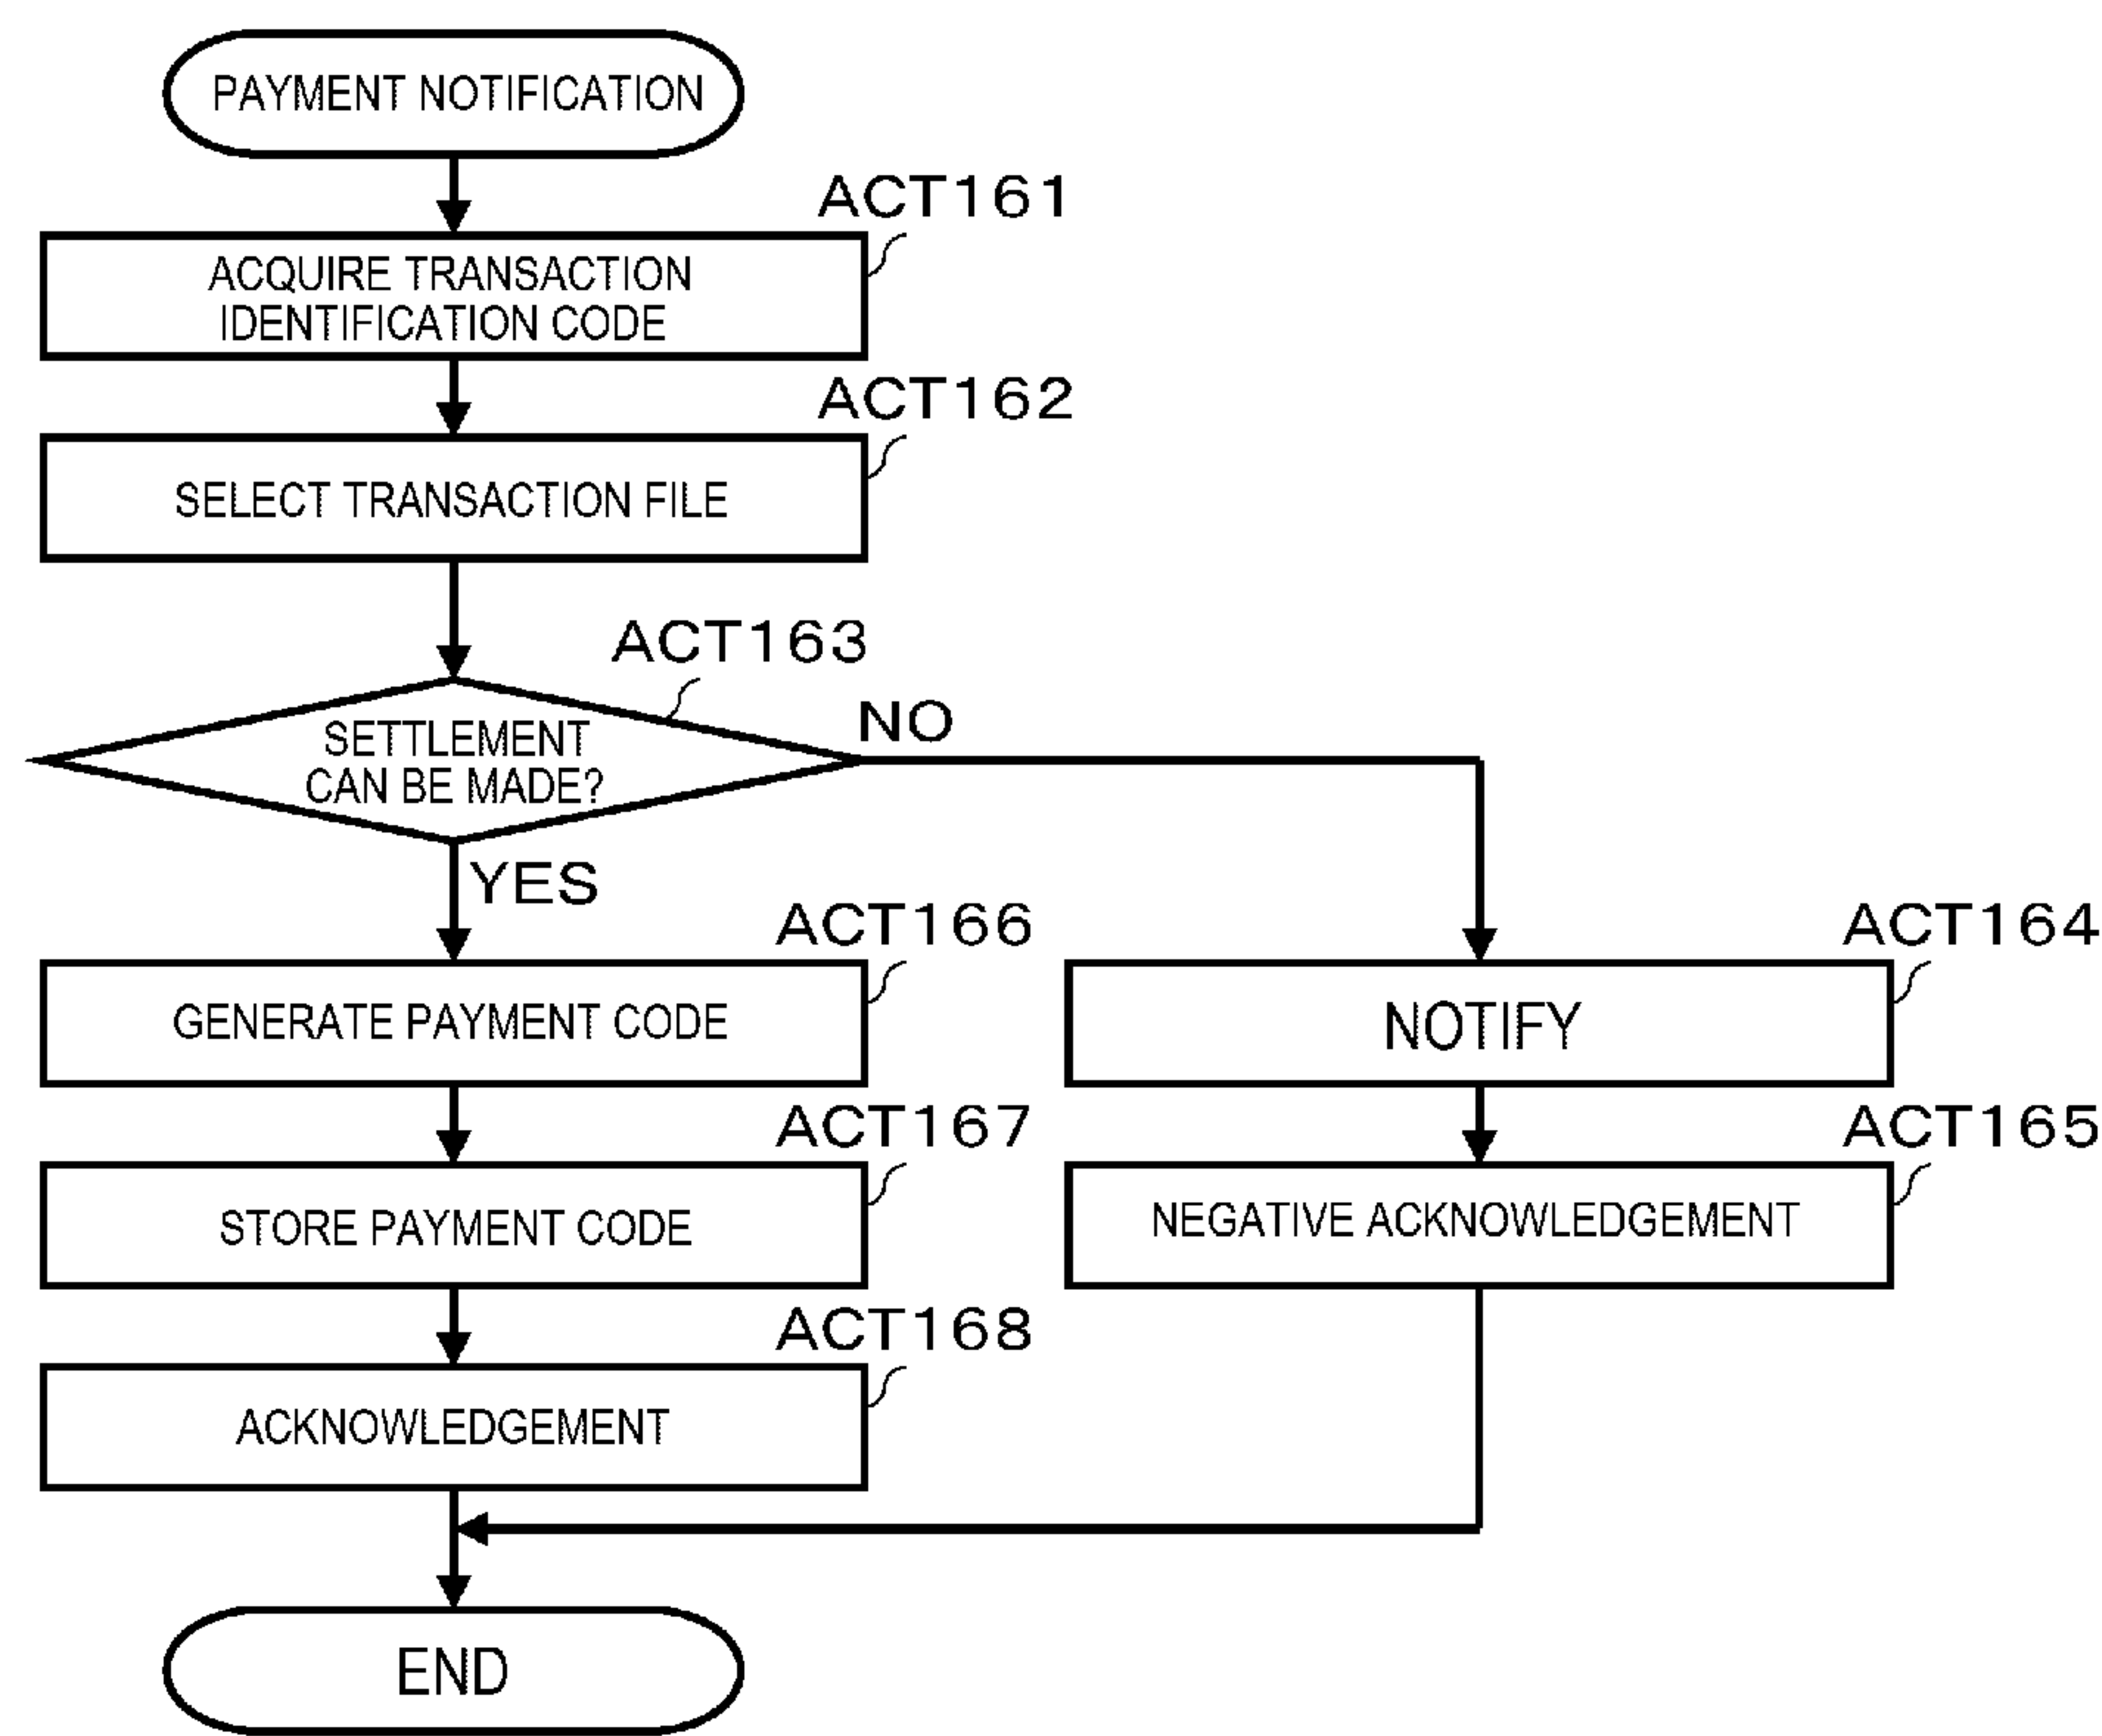 PAYMENT NOTIFICATION
ACT161
ACQUIRE TRANSACTION
IDENTIFICATION CODE
ACT162
SELECT TRANSACTION FILE
ACT163
SETTLEMENT
CAN BE MADE?
NO
YES
ACT166
GENERATE PAYMENT CODE
ACT164
NOTIFY
ACT167
STORE PAYMENT CODE
ACT165
NEGATIVE ACKNOWLEDGEMENT
ACT168
ACKNOWLEDGEMENT
END